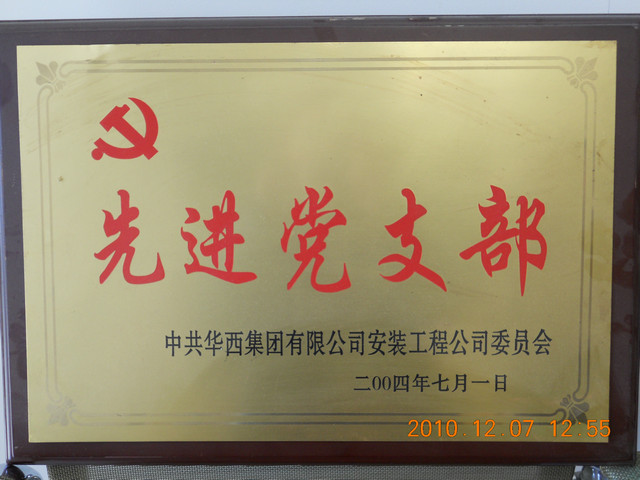 先进党支部
中共华西集团有限公司安装工程公司委员会
二00四年七月一日
2010.12.07 12:55